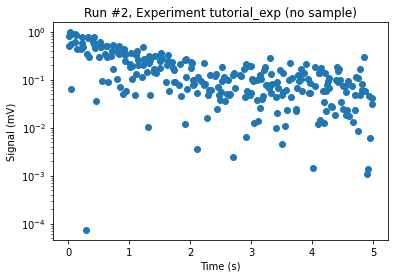 Run #2, Experiment tutorial_exp (no sample)
Signal (mV)
10⁰
10⁻¹
10⁻²
10⁻³
10⁻⁴
0 1 2 3 4 5
Time (s)